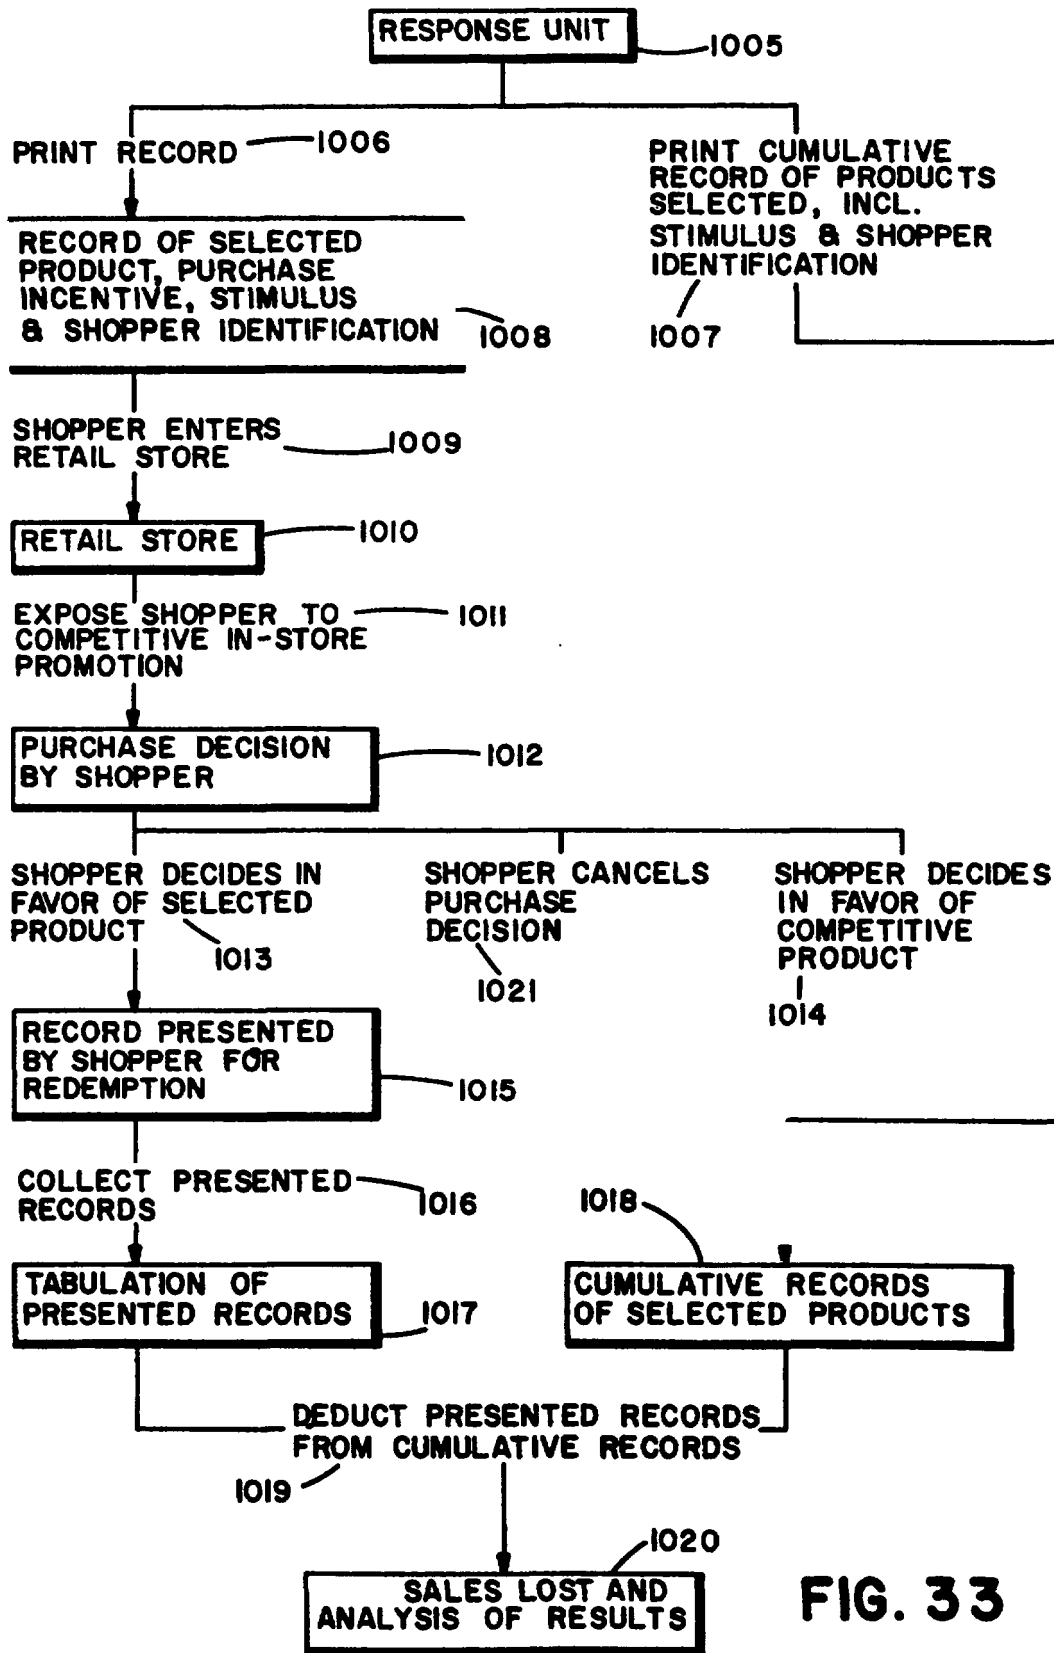 RESPONSE UNIT
1005
PRINT RECORD
1006
PRINT CUMULATIVE
RECORD OF PRODUCTS
SELECTED, INCL.
STIMULUS & SHOPPER
IDENTIFICATION
1007
RECORD OF SELECTED
PRODUCT, PURCHASE
INCENTIVE, STIMULUS
& SHOPPER IDENTIFICATION
1008
SHOPPER ENTERS
RETAIL STORE
1009
RETAIL STORE
1010
EXPOSE SHOPPER TO
COMPETITIVE IN-STORE
PROMOTION
1011
PURCHASE DECISION
BY SHOPPER
1012
SHOPPER DECIDES IN
FAVOR OF SELECTED
PRODUCT
1013
SHOPPER CANCELS
PURCHASE
DECISION
1021
SHOPPER DECIDES
IN FAVOR OF
COMPETITIVE
PRODUCT
1014
RECORD PRESENTED
BY SHOPPER FOR
REDEMPTION
1015
COLLECT PRESENTED
RECORDS
1016
1018
TABULATION OF
PRESENTED RECORDS
1017
CUMULATIVE RECORDS
OF SELECTED PRODUCTS
DEDUCT PRESENTED RECORDS
FROM CUMULATIVE RECORDS
1019
1020
SALES LOST AND
ANALYSIS OF RESULTS
FIG. 33